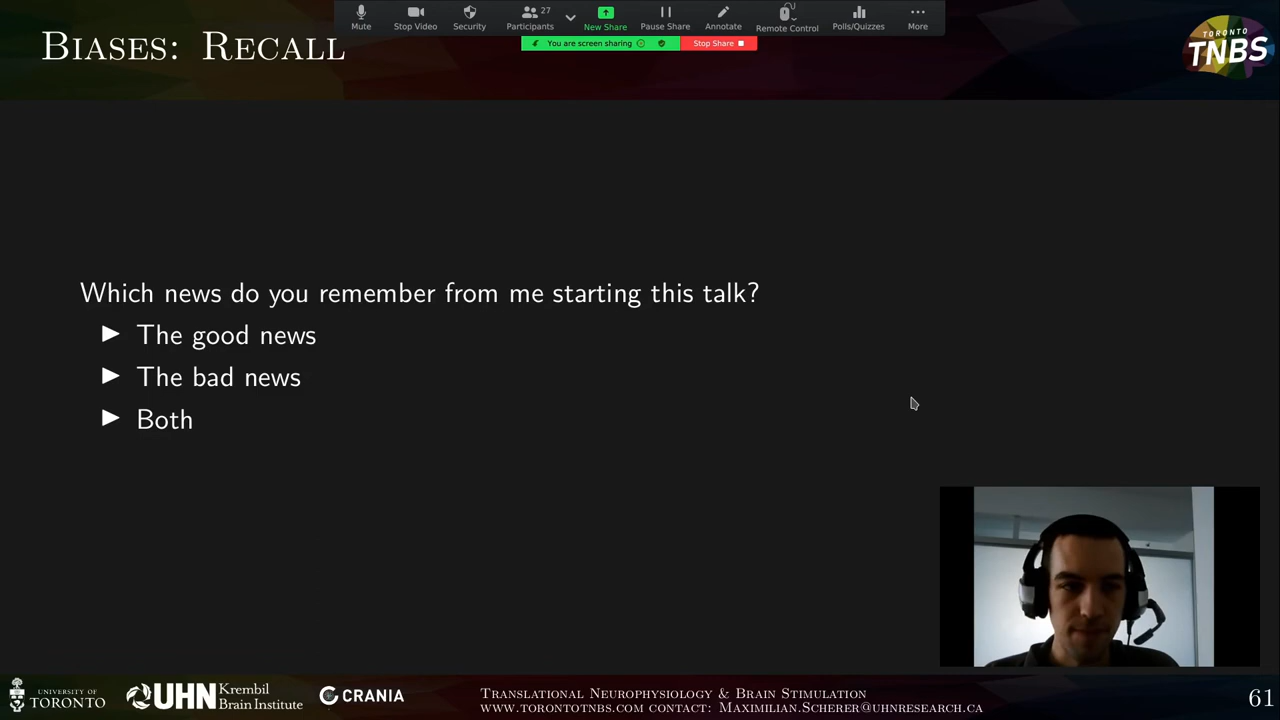 Mute
Stop Video
Security
Participants
27
New Share
Pause Share
Annotate
Remote Control
Polls/Quizzes
More
You are screen sharing
Stop Share
Biases: Recall
TORONTO
TNBS
Which news do you remember from me starting this talk?
The good news
The bad news
Both
UNIVERSITY OF
TORONTO
UHN
Krembil
Brain Institute
CRANIA
Translational Neurophysiology & Brain Stimulation
www.torontotnbs.com contact: Maximilian.Scherer@uhnresearch.ca
61